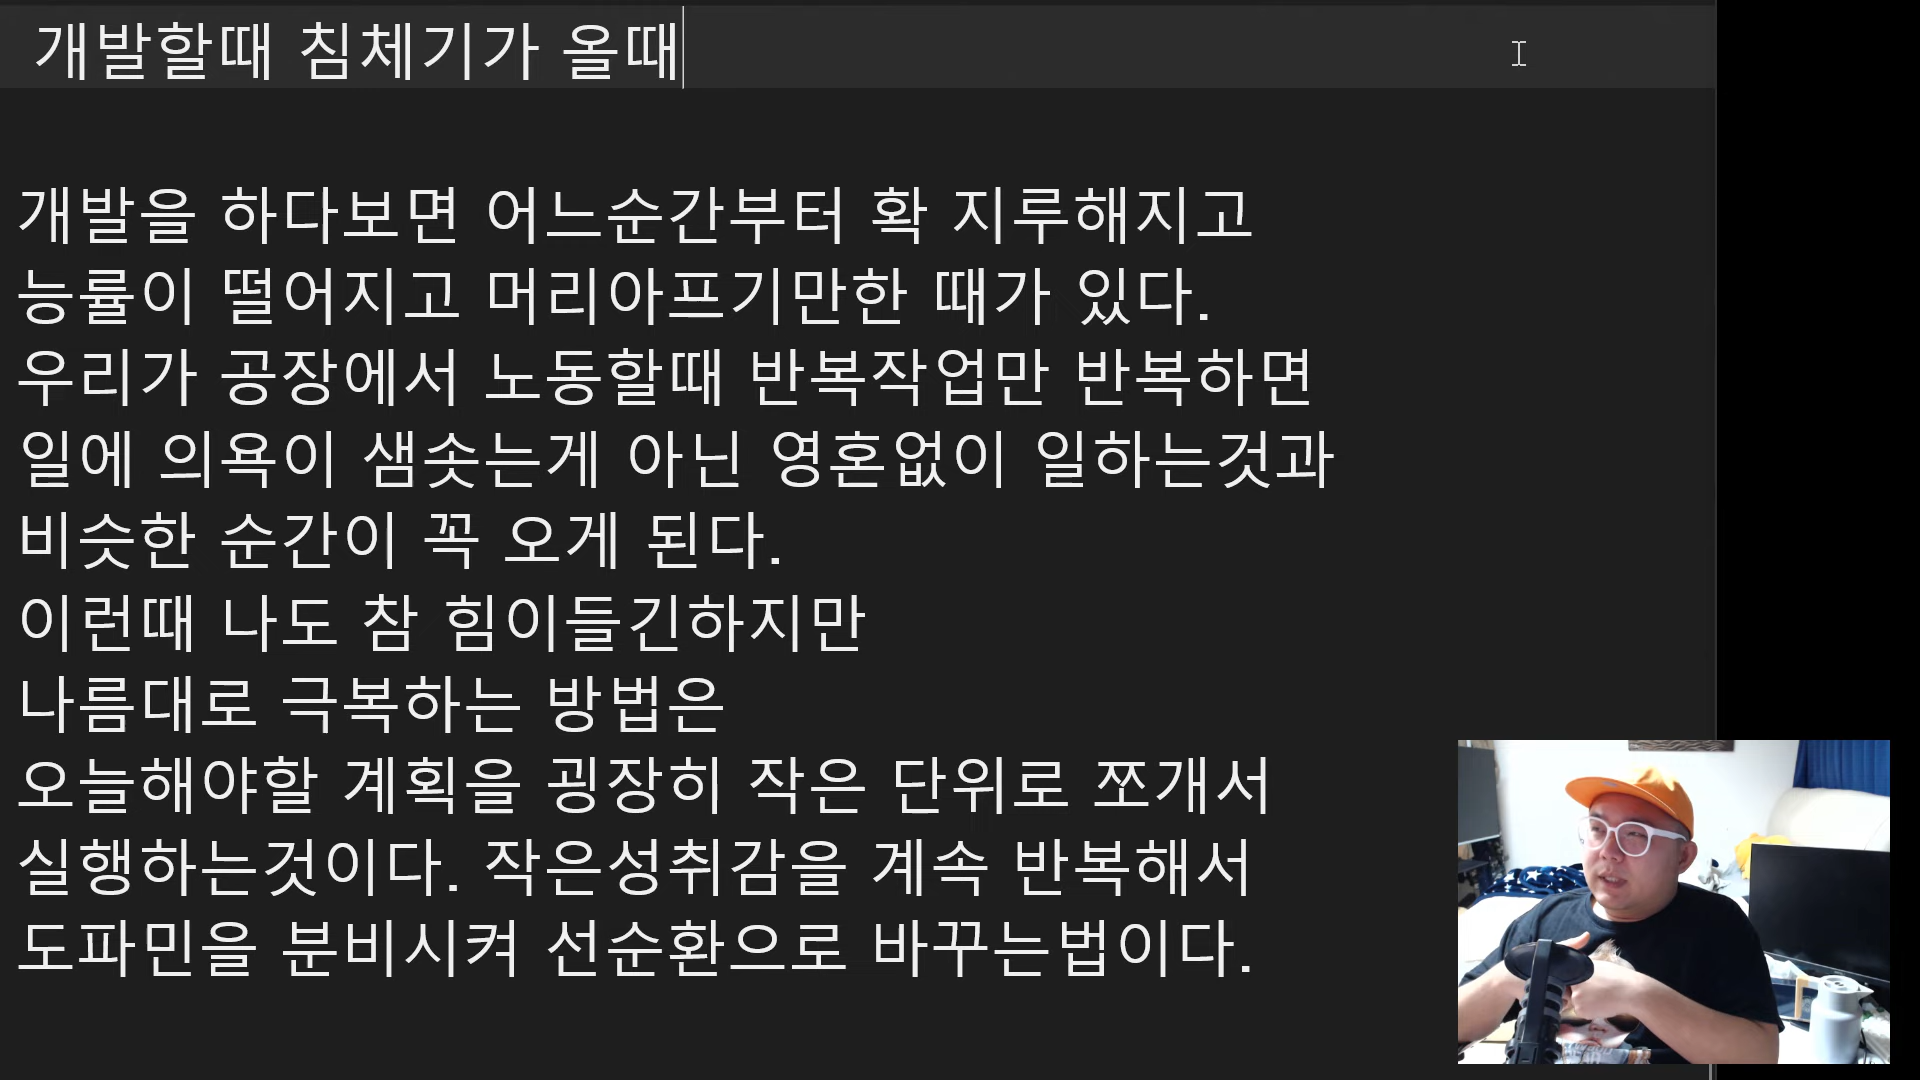 개발할때 침체기가 올때
개발을 하다보면 어느순간부터 확 지루해지고
능률이 떨어지고 머리아프기만한 때가 있다.
우리가 공장에서 노동할때 반복작업만 반복하면
일에 의욕이 샘솟는게 아닌 영혼없이 일하는것과
비슷한 순간이 꼭 오게 된다.
이런때 나도 참 힘이들긴하지만
나름대로 극복하는 방법은
오늘해야할 계획을 굉장히 작은 단위로 쪼개서
실행하는것이다. 작은성취감을 계속 반복해서
도파민을 분비시켜 선순환으로 바꾸는법이다.